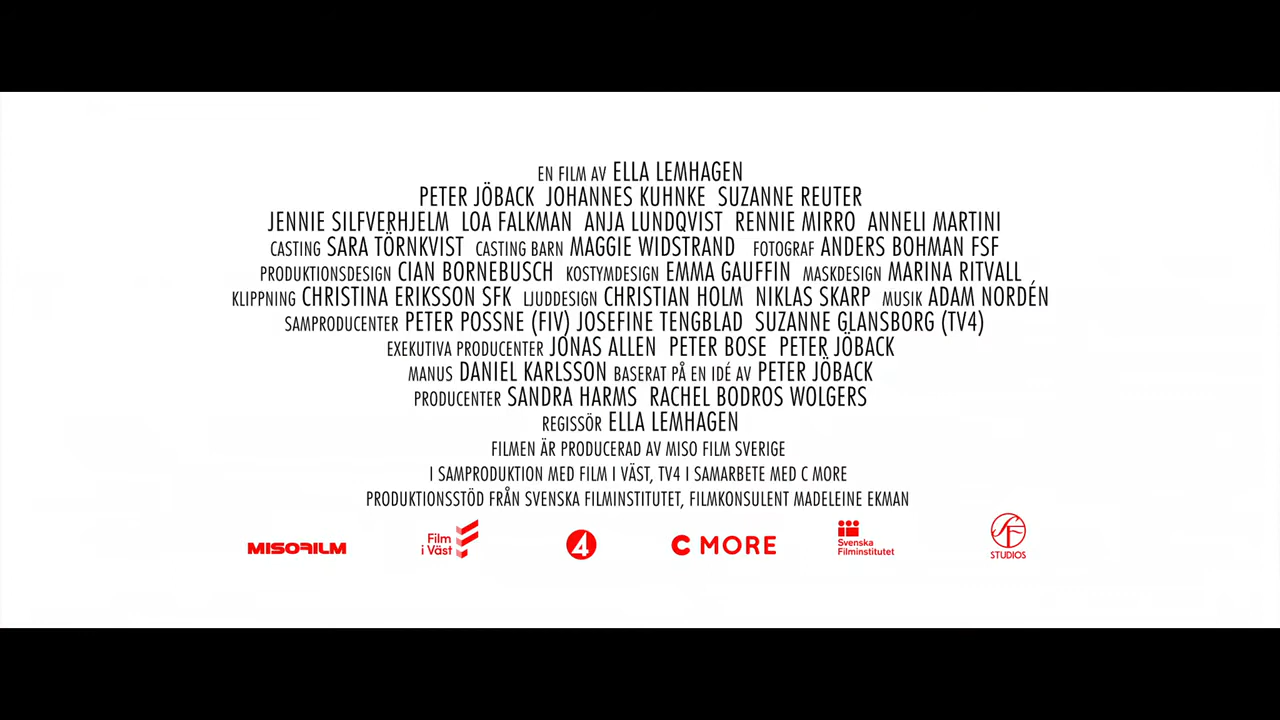 EN FILM AV ELLA LEMHAGEN
PETER JÖBACK JOHANNES KUHNKE SUZANNE REUTER
JENNIE SILFVERHJELM LOA FALKMAN ANJA LUNDQVIST RENNIE MIRRO ANNELI MARTINI
CASTING SARA TÖRNKVIST CASTING BARN MAGGIE WIDSTRAND FOTOGRAF ANDERS BOHMAN FSF
PRODUKTIONSDESIGN CIAN BORNEBUSCH KOSTYMDESIGN EMMA GAUFFIN MASKDESIGN MARINA RITVALL
KLIPPNING CHRISTINA ERIKSSON SFK LJUDDESIGN CHRISTIAN HOLM NIKLAS SKARP MUSIK ADAM NORDÉN
SAMPRODUCENTER PETER POSSNE (FIV) JOSEFINE TENGBLAD SUZANNE GLANSBORG (TV4)
EXEKUTIVA PRODUCENTER JONAS ALLEN PETER BOSE PETER JÖBACK
MANUS DANIEL KARLSSON BASERAT PÅ EN IDÉ AV PETER JÖBACK
PRODUCENTER SANDRA HARMS RACHEL BODROS WOLGERS
REGISSÖR ELLA LEMHAGEN
FILMEN ÄR PRODUCERAD AV MISO FILM SVERIGE
I SAMPRODUKTION MED FILM I VÄST, TV4 I SAMARBETE MED C MORE
PRODUKTIONSSTÖD FRÅN SVENSKA FILMINSTITUTET, FILMKONSULENT MADELEINE EKMAN
MISOFILM
Film
i Väst
4
C MORE
Svenska
Filminstitutet
SF
STUDIOS